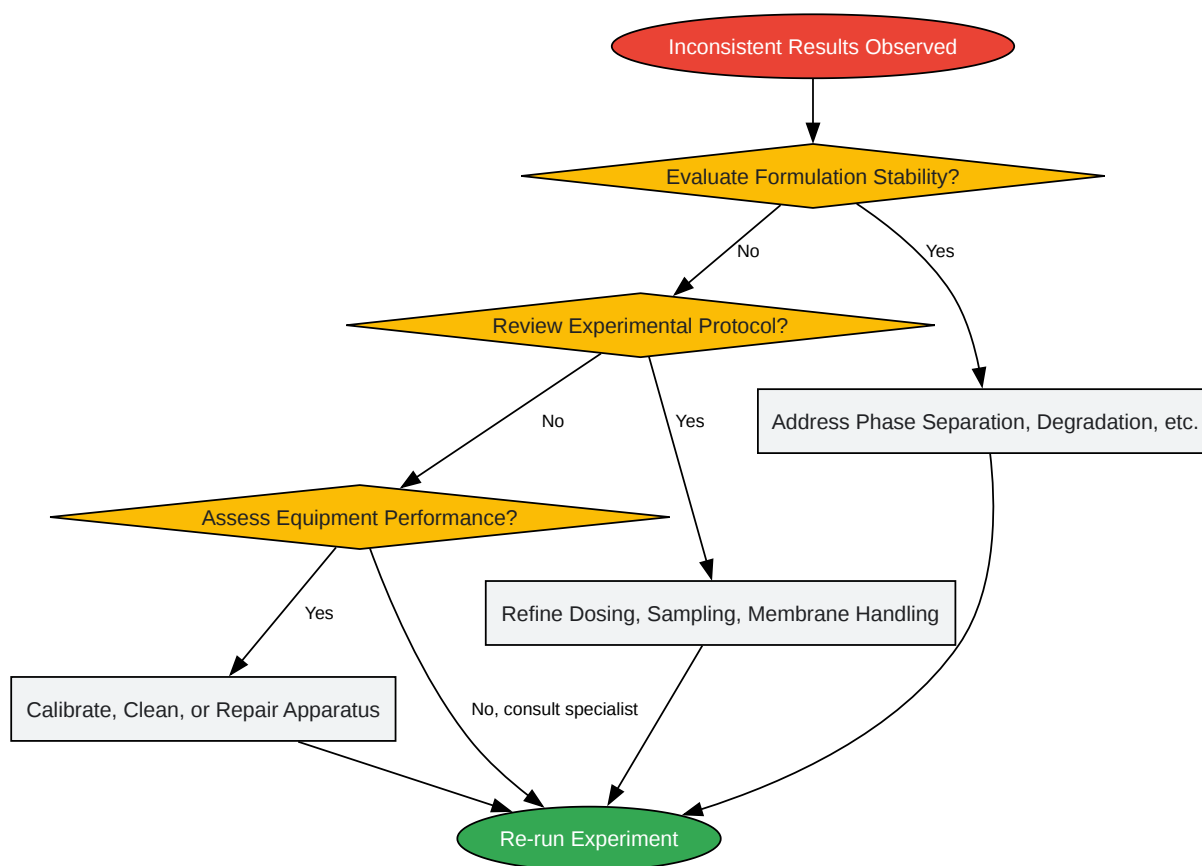 Inconsistent Results Observed
Evaluate Formulation Stability?
No
Yes
Review Experimental Protocol?
No
Yes
Address Phase Separation, Degradation, etc.
Assess Equipment Performance?
Yes
Refine Dosing, Sampling, Membrane Handling
Calibrate, Clean, or Repair Apparatus
No, consult specialist
Re-run Experiment